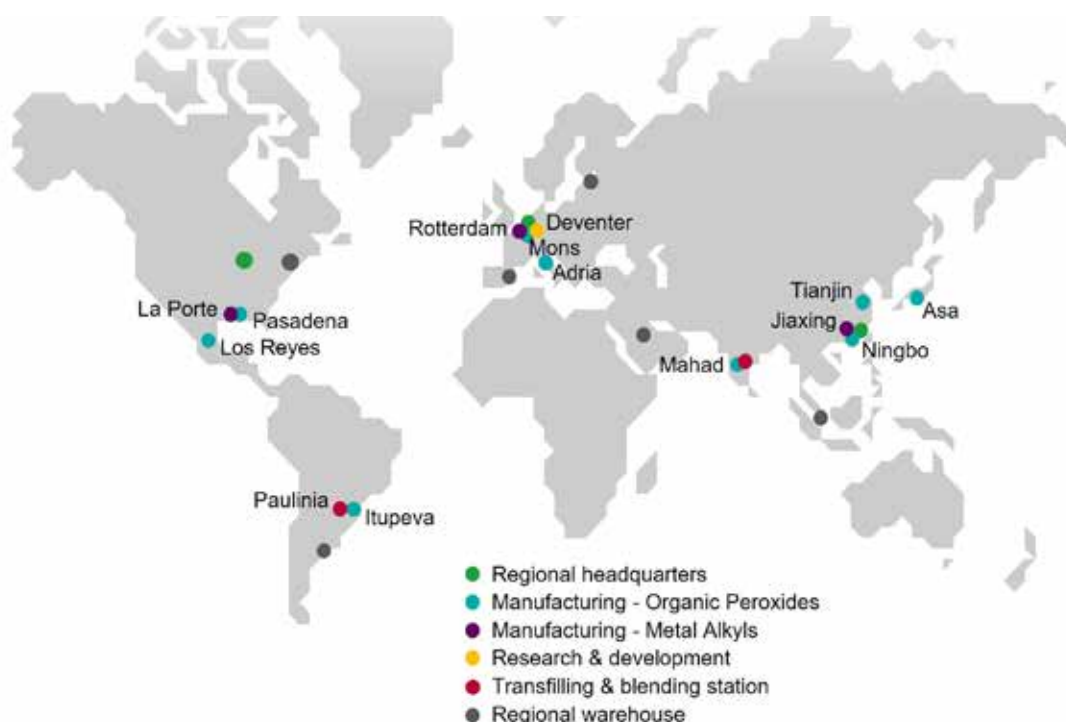 Rotterdam
Deventer
Mons
Adria
La Porte
Pasadena
Los Reyes
Tianjin
Asa
Jiaxing
Ningbo
Mahad
Paulinia
Itupeva
Regional headquarters
Manufacturing - Organic Peroxides
Manufacturing - Metal Alkyls
Research & development
Transfilling & blending station
Regional warehouse